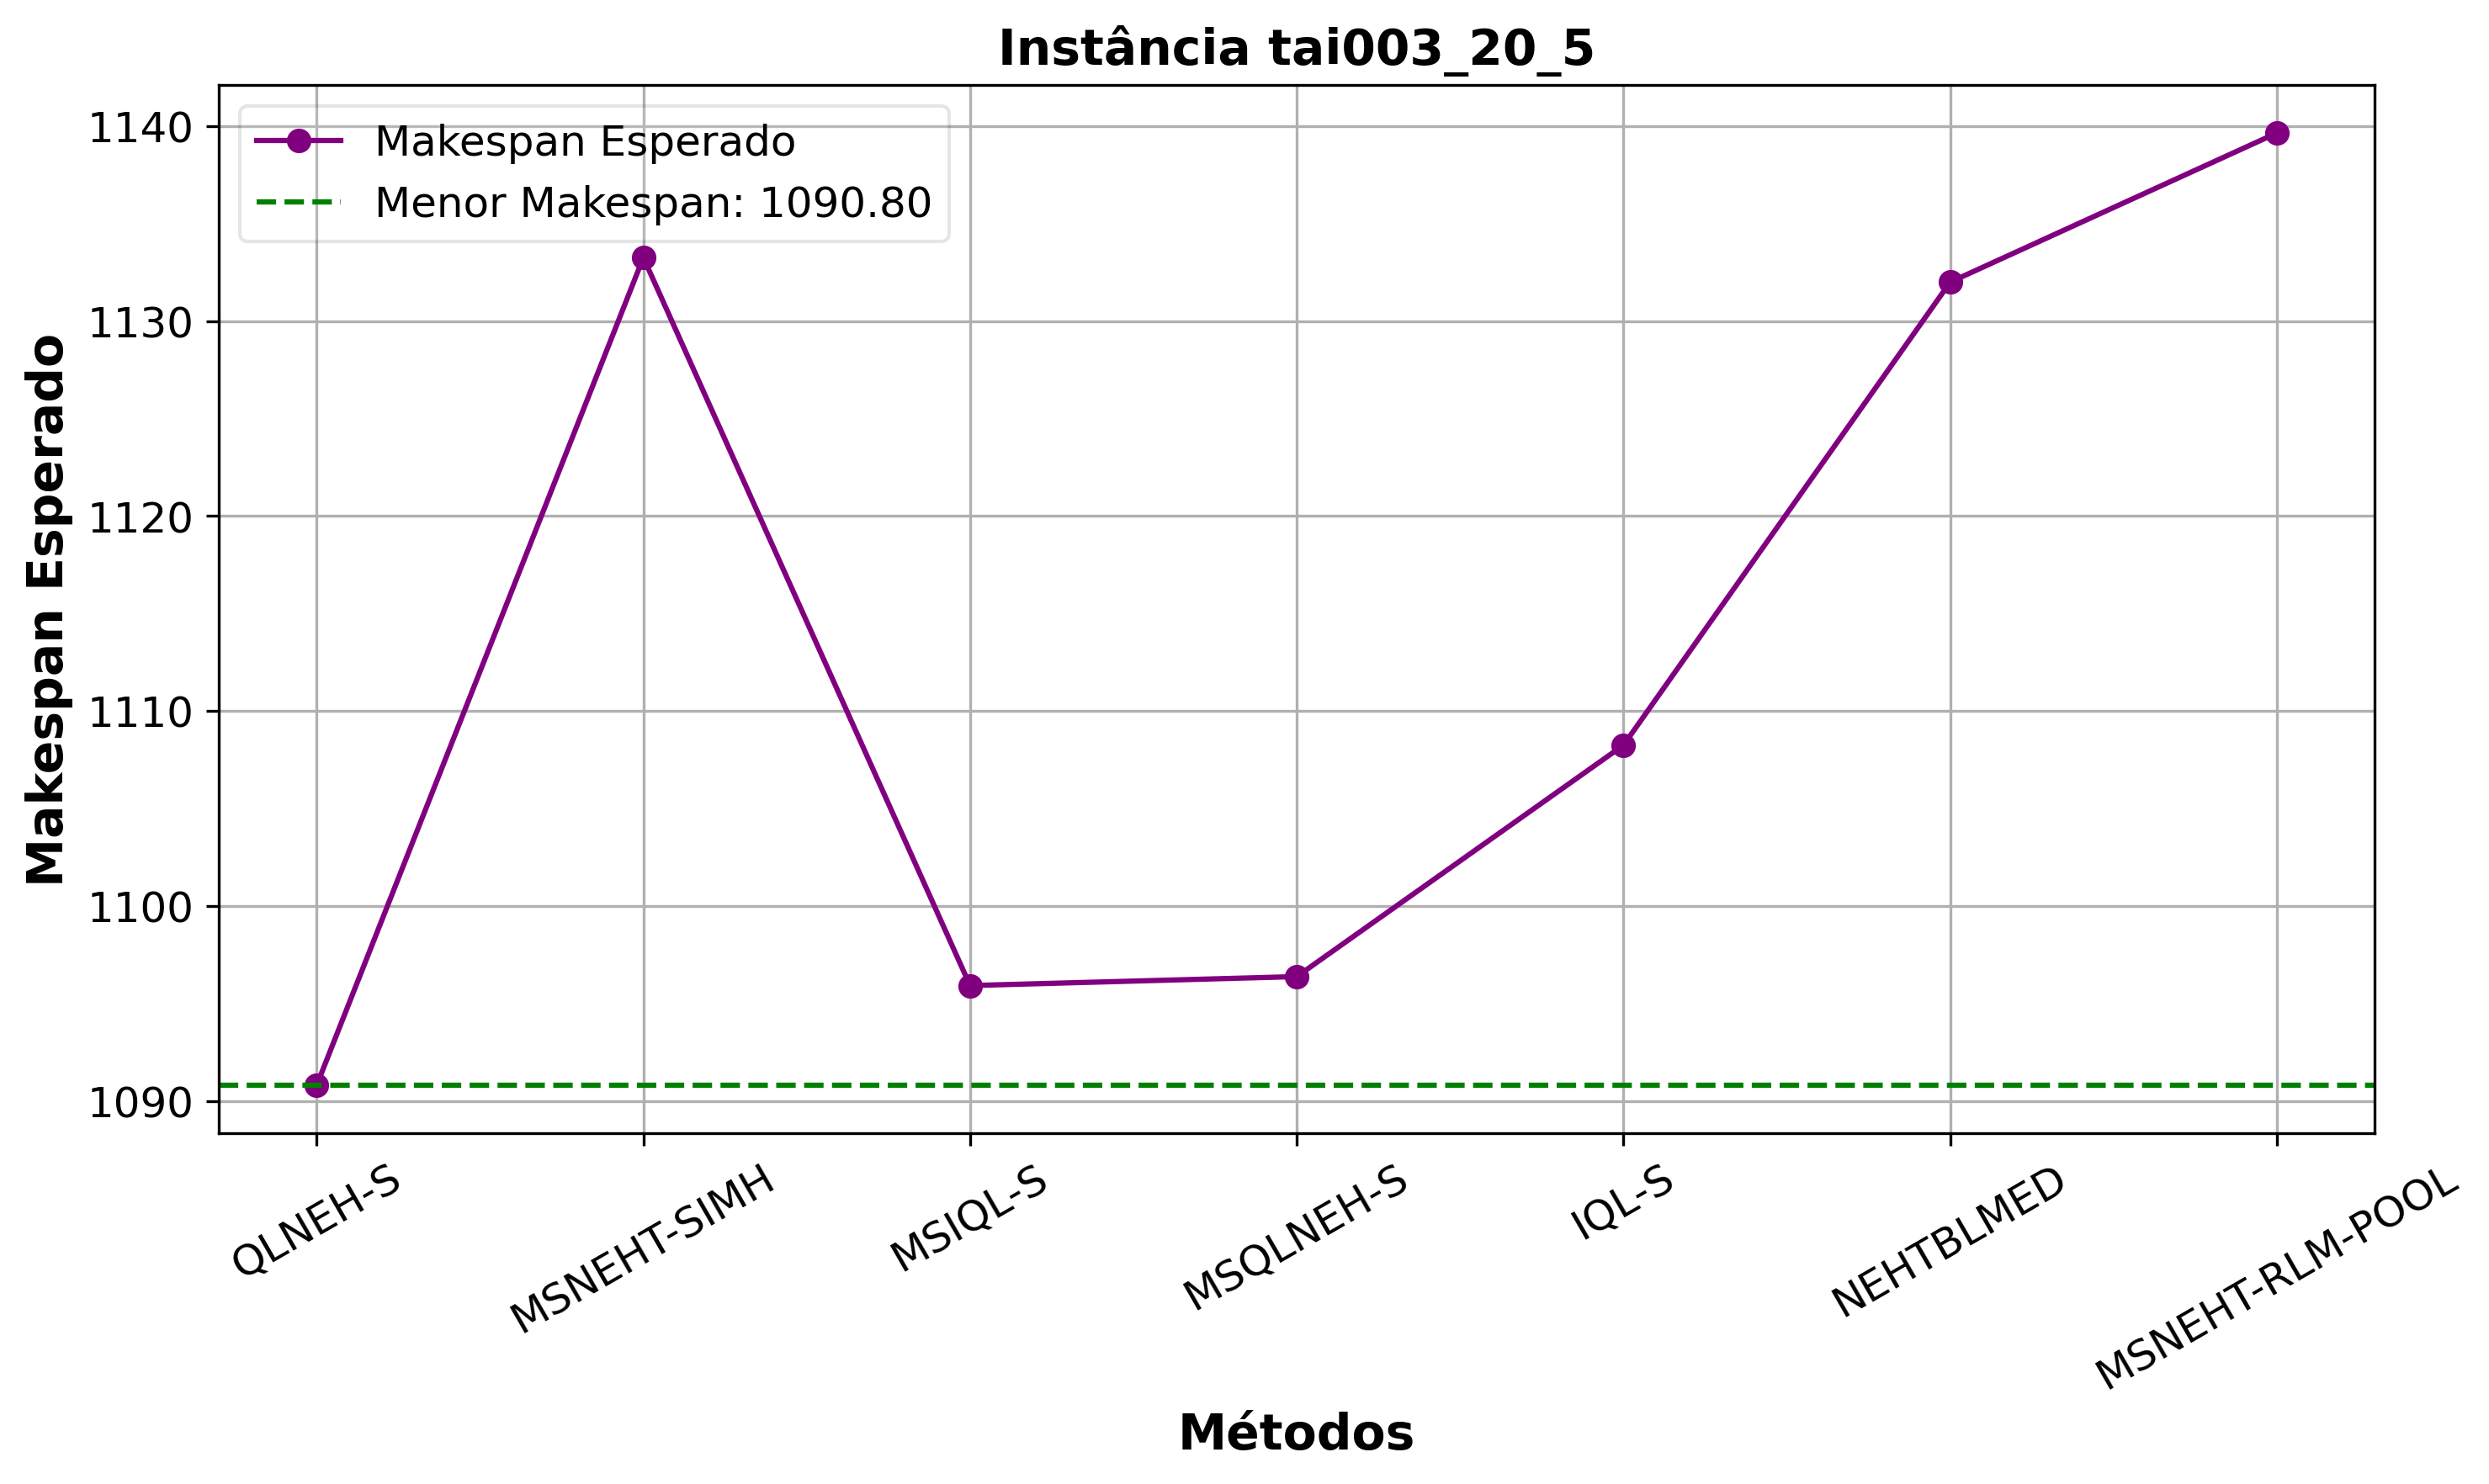 Instância tai003_20_5
Makespan Esperado
Menor Makespan: 1090.80
Makespan Esperado
1140
1130
1120
1110
1100
1090
QLNEH-S
MSNEHT-SIMH
MSIQL-S
MSQLNEH-S
IQL-S
NEHTBLMED
MSNEHT-RLM-POOL
Métodos